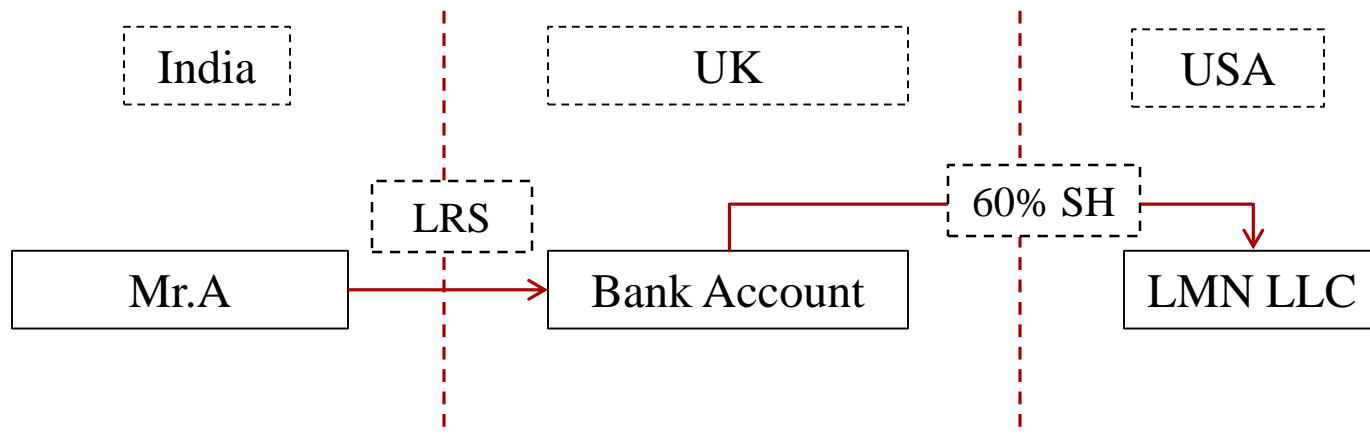 India
UK
USA
LRS
60% SH
Mr.A
Bank Account
LMN LLC